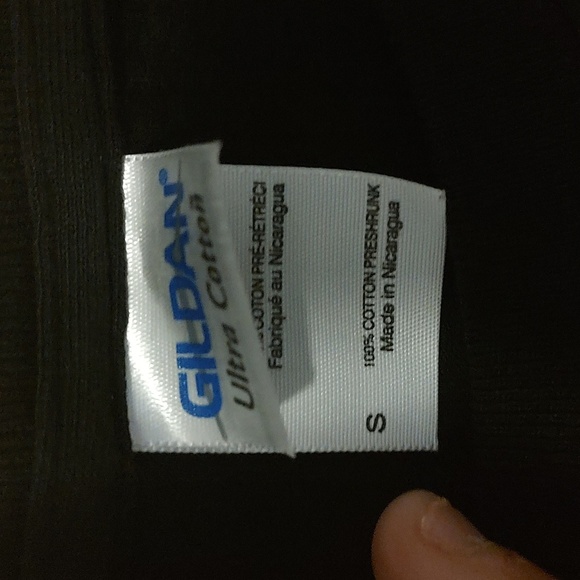 GILDAN®
Ultra Cotton
COTON PRÉ-RÉTRÉCI
Fabriqué au Nicaragua
100% COTTON PRESHRUNK
Made in Nicaragua
S